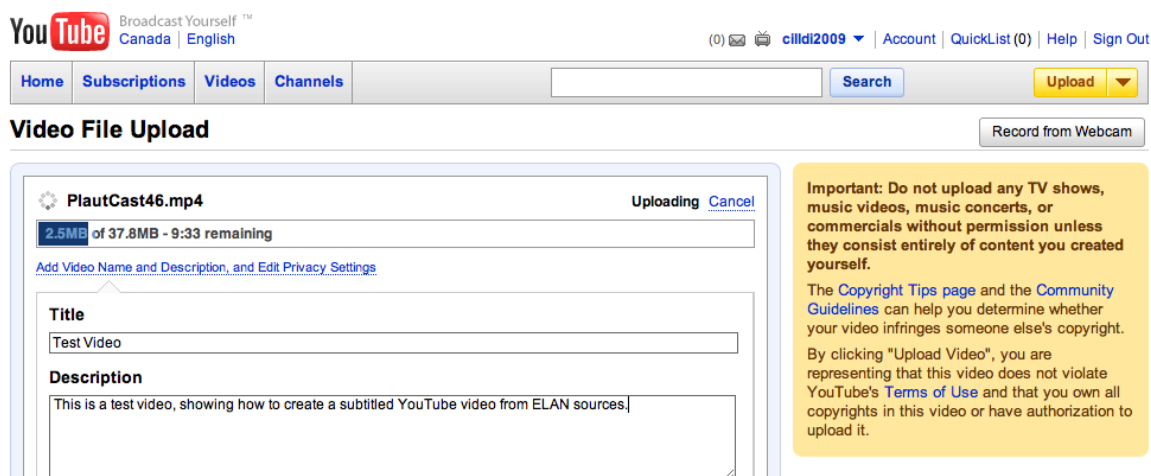 You Tube
Broadcast Yourself ™
Canada | English
(0) cilldi2009 ▼ | Account | QuickList (0) | Help | Sign Out
Home Subscriptions Videos Channels Search Upload
Video File Upload
Record from Webcam
PlautCast46.mp4 Uploading Cancel
2.5MB of 37.8MB - 9:33 remaining
Add Video Name and Description, and Edit Privacy Settings
Title
Test Video
Description
This is a test video, showing how to create a subtitled YouTube video from ELAN sources.
Important: Do not upload any TV shows,
music videos, music concerts, or
commercials without permission unless
they consist entirely of content you created
yourself.
The Copyright Tips page and the Community
Guidelines can help you determine whether
your video infringes someone else's copyright.
By clicking "Upload Video", you are
representing that this video does not violate
YouTube's Terms of Use and that you own all
copyrights in this video or have authorization to
upload it.